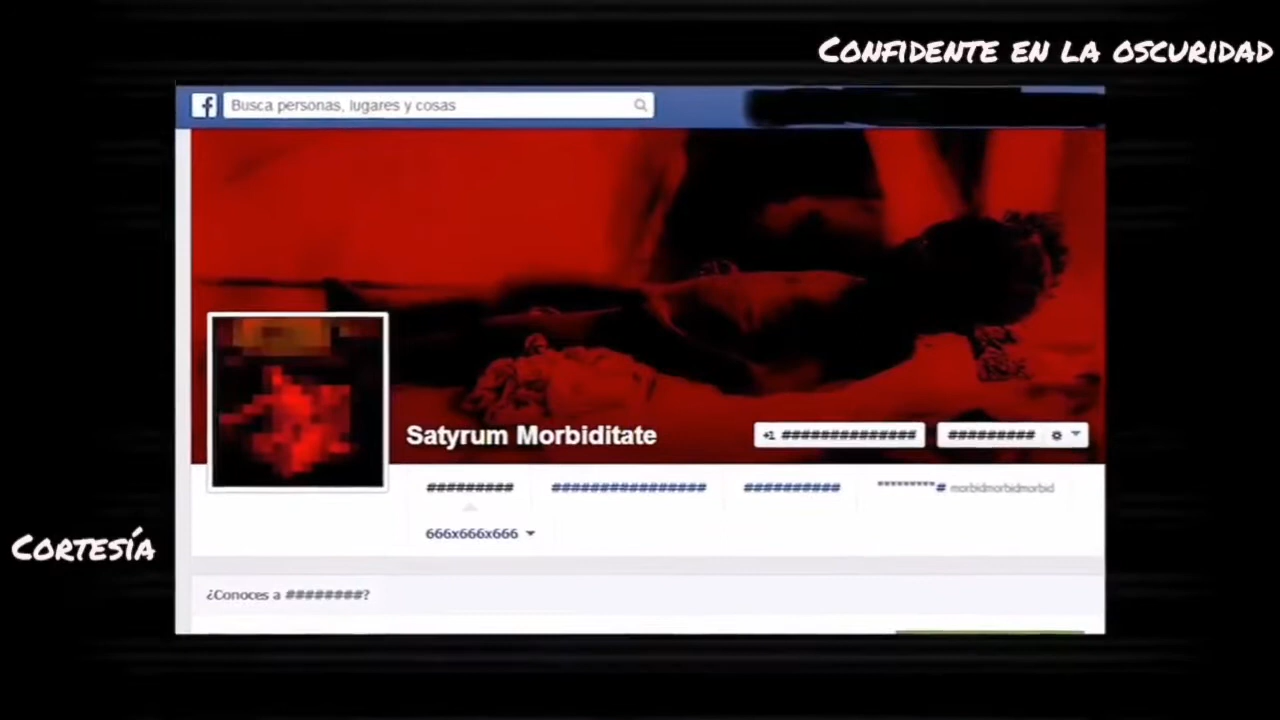 CONFIDENTE EN LA OSCURIDAD
Busca personas, lugares y cosas
Satyrum Morbiditate
+1 ##############
#########
######### ################ ########## *********# morbidmorbidmorbid
666x666x666
CORTESÍA
¿Conoces a ########?